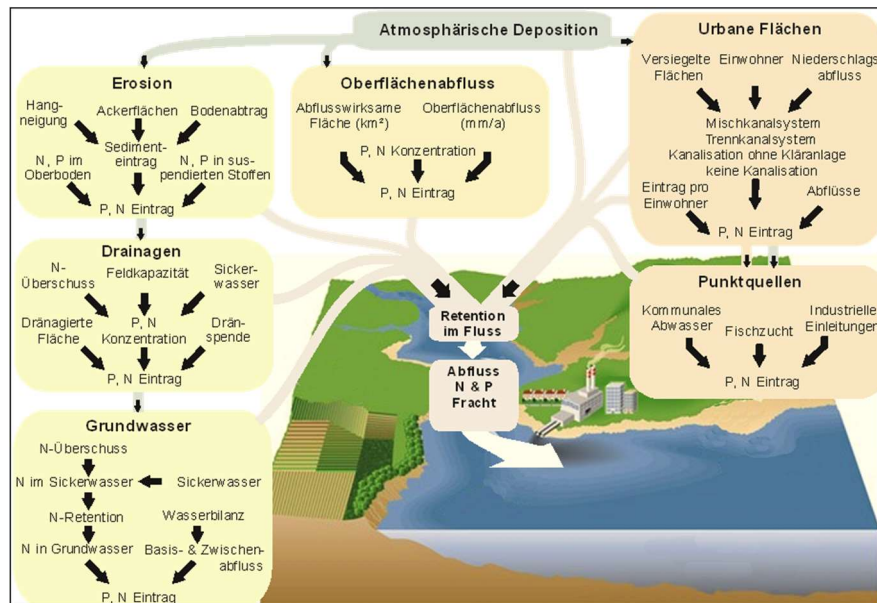 Atmosphärische Deposition
Erosion
Hang-
neigung
Ackerflächen
Bodenabtrag
Sediment-
eintrag
N, P im
Oberboden
N, P in sus-
pendierten Stoffen
P, N Eintrag
Oberflächenabfluss
Abflusswirksame
Fläche (km²)
Oberflächenabfluss
(mm/a)
P, N Konzentration
P, N Eintrag
Urbane Flächen
Versiegelte
Flächen
Einwohner
Niederschlags
abfluss
Mischkanalsystem
Trennkanalsystem
Kanalisation ohne Kläranlage
keine Kanalisation
Eintrag pro
Einwohner
Abflüsse
P, N Eintrag
Drainagen
N-
Überschuss
Feldkapazität
Sicker-
wasser
Dränagierte
Fläche
P, N
Konzentration
Drän-
spende
P, N Eintrag
Punktquellen
Kommunales
Abwasser
Fischzucht
Industrielle
Einleitungen
P, N Eintrag
Retention
im Fluss
Abfluss
N & P
Fracht
Grundwasser
N-Überschuss
N im Sickerwasser
Sickerwasser
N-Retention
Wasserbilanz
N in Grundwasser
Basis- & Zwischen-
abfluss
P, N Eintrag